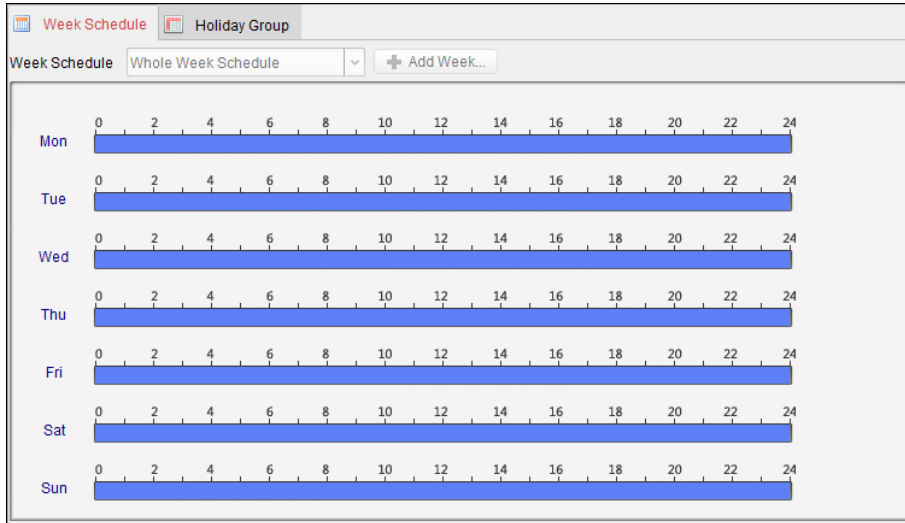 Week Schedule Holiday Group
Week Schedule Whole Week Schedule Add Week...
0 2 4 6 8 10 12 14 16 18 20 22 24
Mon
0 2 4 6 8 10 12 14 16 18 20 22 24
Tue
0 2 4 6 8 10 12 14 16 18 20 22 24
Wed
0 2 4 6 8 10 12 14 16 18 20 22 24
Thu
0 2 4 6 8 10 12 14 16 18 20 22 24
Fri
0 2 4 6 8 10 12 14 16 18 20 22 24
Sat
0 2 4 6 8 10 12 14 16 18 20 22 24
Sun